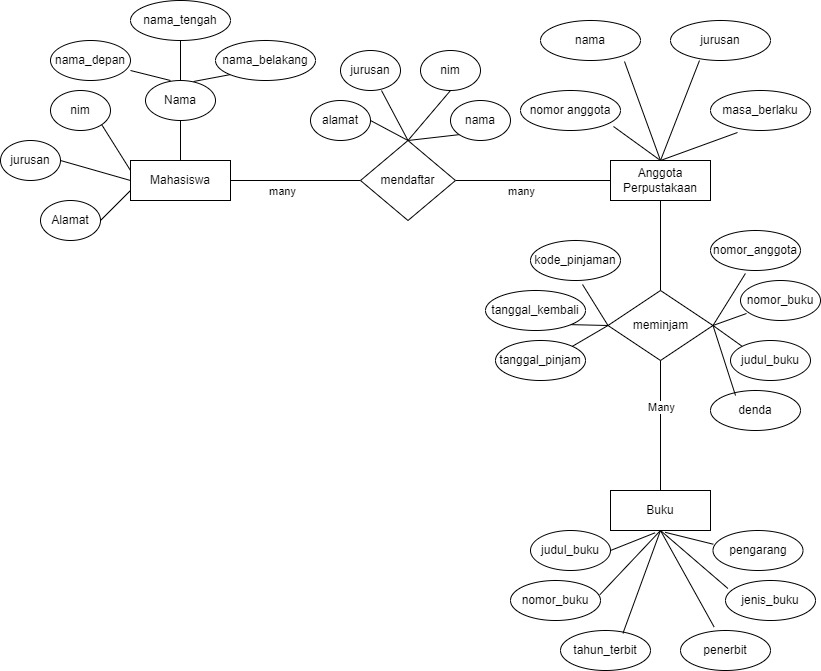 nama_tengah
nama_depan
nama_belakang
Nama
nim
jurusan
Alamat
Mahasiswa
many
jurusan
nim
alamat
nama
mendaftar
many
nama
jurusan
nomor anggota
masa_berlaku
Anggota
Perpustakaan
kode_pinjaman
tanggal_kembali
tanggal_pinjam
meminjam
nomor_anggota
nomor_buku
judul_buku
denda
Many
Buku
judul_buku
nomor_buku
tahun_terbit
penerbit
jenis_buku
pengarang